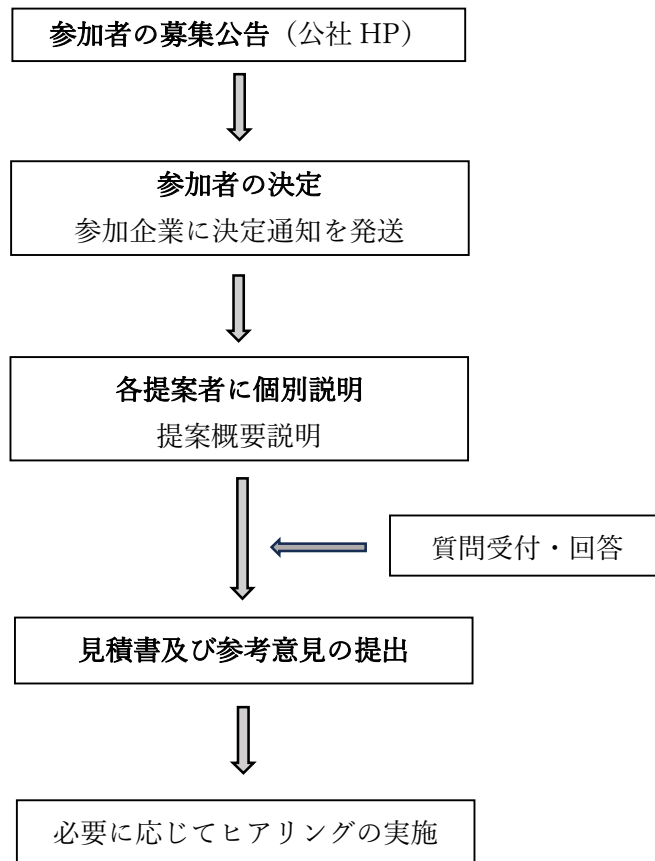 参加者の募集公告（公社 HP）
参加者の決定
参加企業に決定通知を発送
各提案者に個別説明
提案概要説明
質問受付・回答
見積書及び参考意見の提出
必要に応じてヒアリングの実施